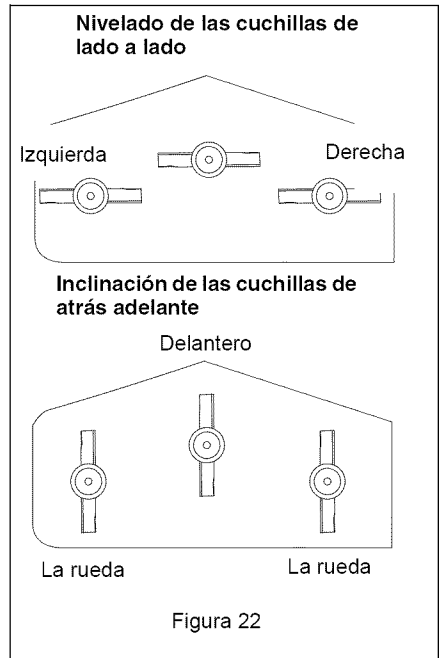 Nivelado de las cuchillas de
lado a lado
Izquierda
Derecha
Inclinación de las cuchillas de
atrás adelante
Delantero
La rueda
La rueda
Figura 22